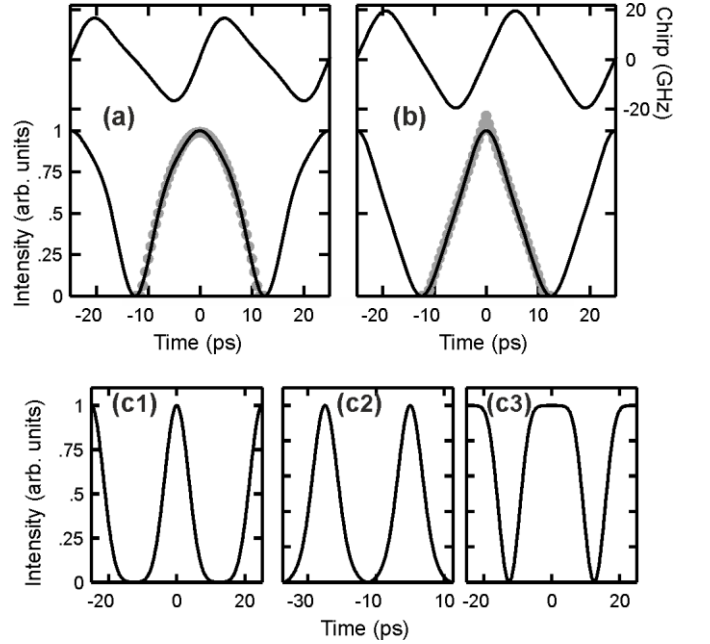 20
0
-20
Chirp (GHz)
(a)
(b)
Intensity (arb. units)
1
.75
.5
.25
0
-20 -10 0 10 20
-20 -10 0 10 20
Time (ps)
Time (ps)
(c1)
(c2)
(c3)
Intensity (arb. units)
1
.75
.5
.25
0
-20 0 20
-30 -10 10
-20 0 20
Time (ps)